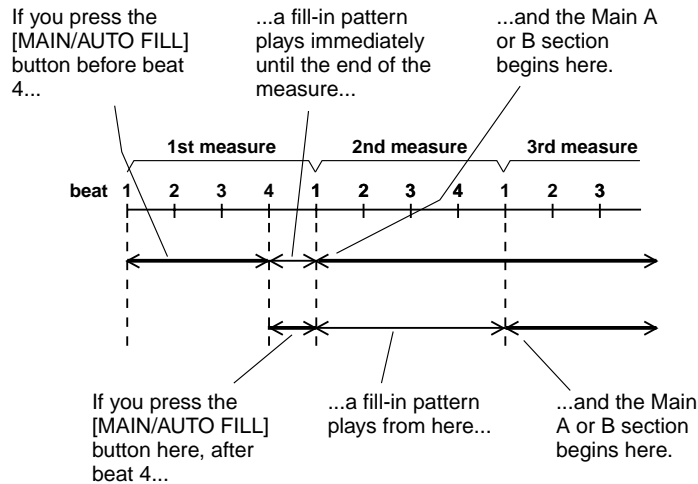 If you press the
[MAIN/AUTO FILL]
button before beat
4...
...a fill-in pattern
plays immediately
until the end of the
measure...
...and the Main A
or B section
begins here.
1st measure 2nd measure 3rd measure
beat 1 2 3 4 1 2 3 4 1 2 3
If you press the
[MAIN/AUTO FILL]
button here, after
beat 4...
...a fill-in pattern
plays from here...
...and the Main
A or B section
begins here.